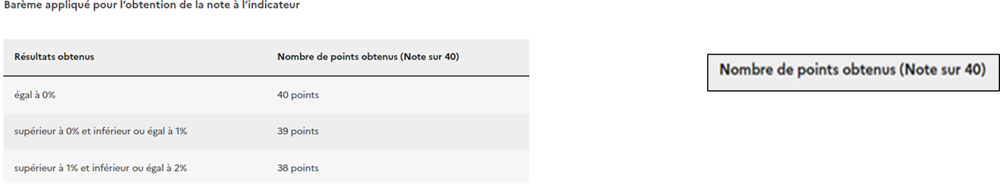 Barème appliqué pour l'obtention de la note à l'indicateur
Résultats obtenus Nombre de points obtenus (Note sur 40)
égal à 0% 40 points
supérieur à 0% et inférieur ou égal à 1% 39 points
supérieur à 1% et inférieur ou égal à 2% 38 points
Nombre de points obtenus (Note sur 40)